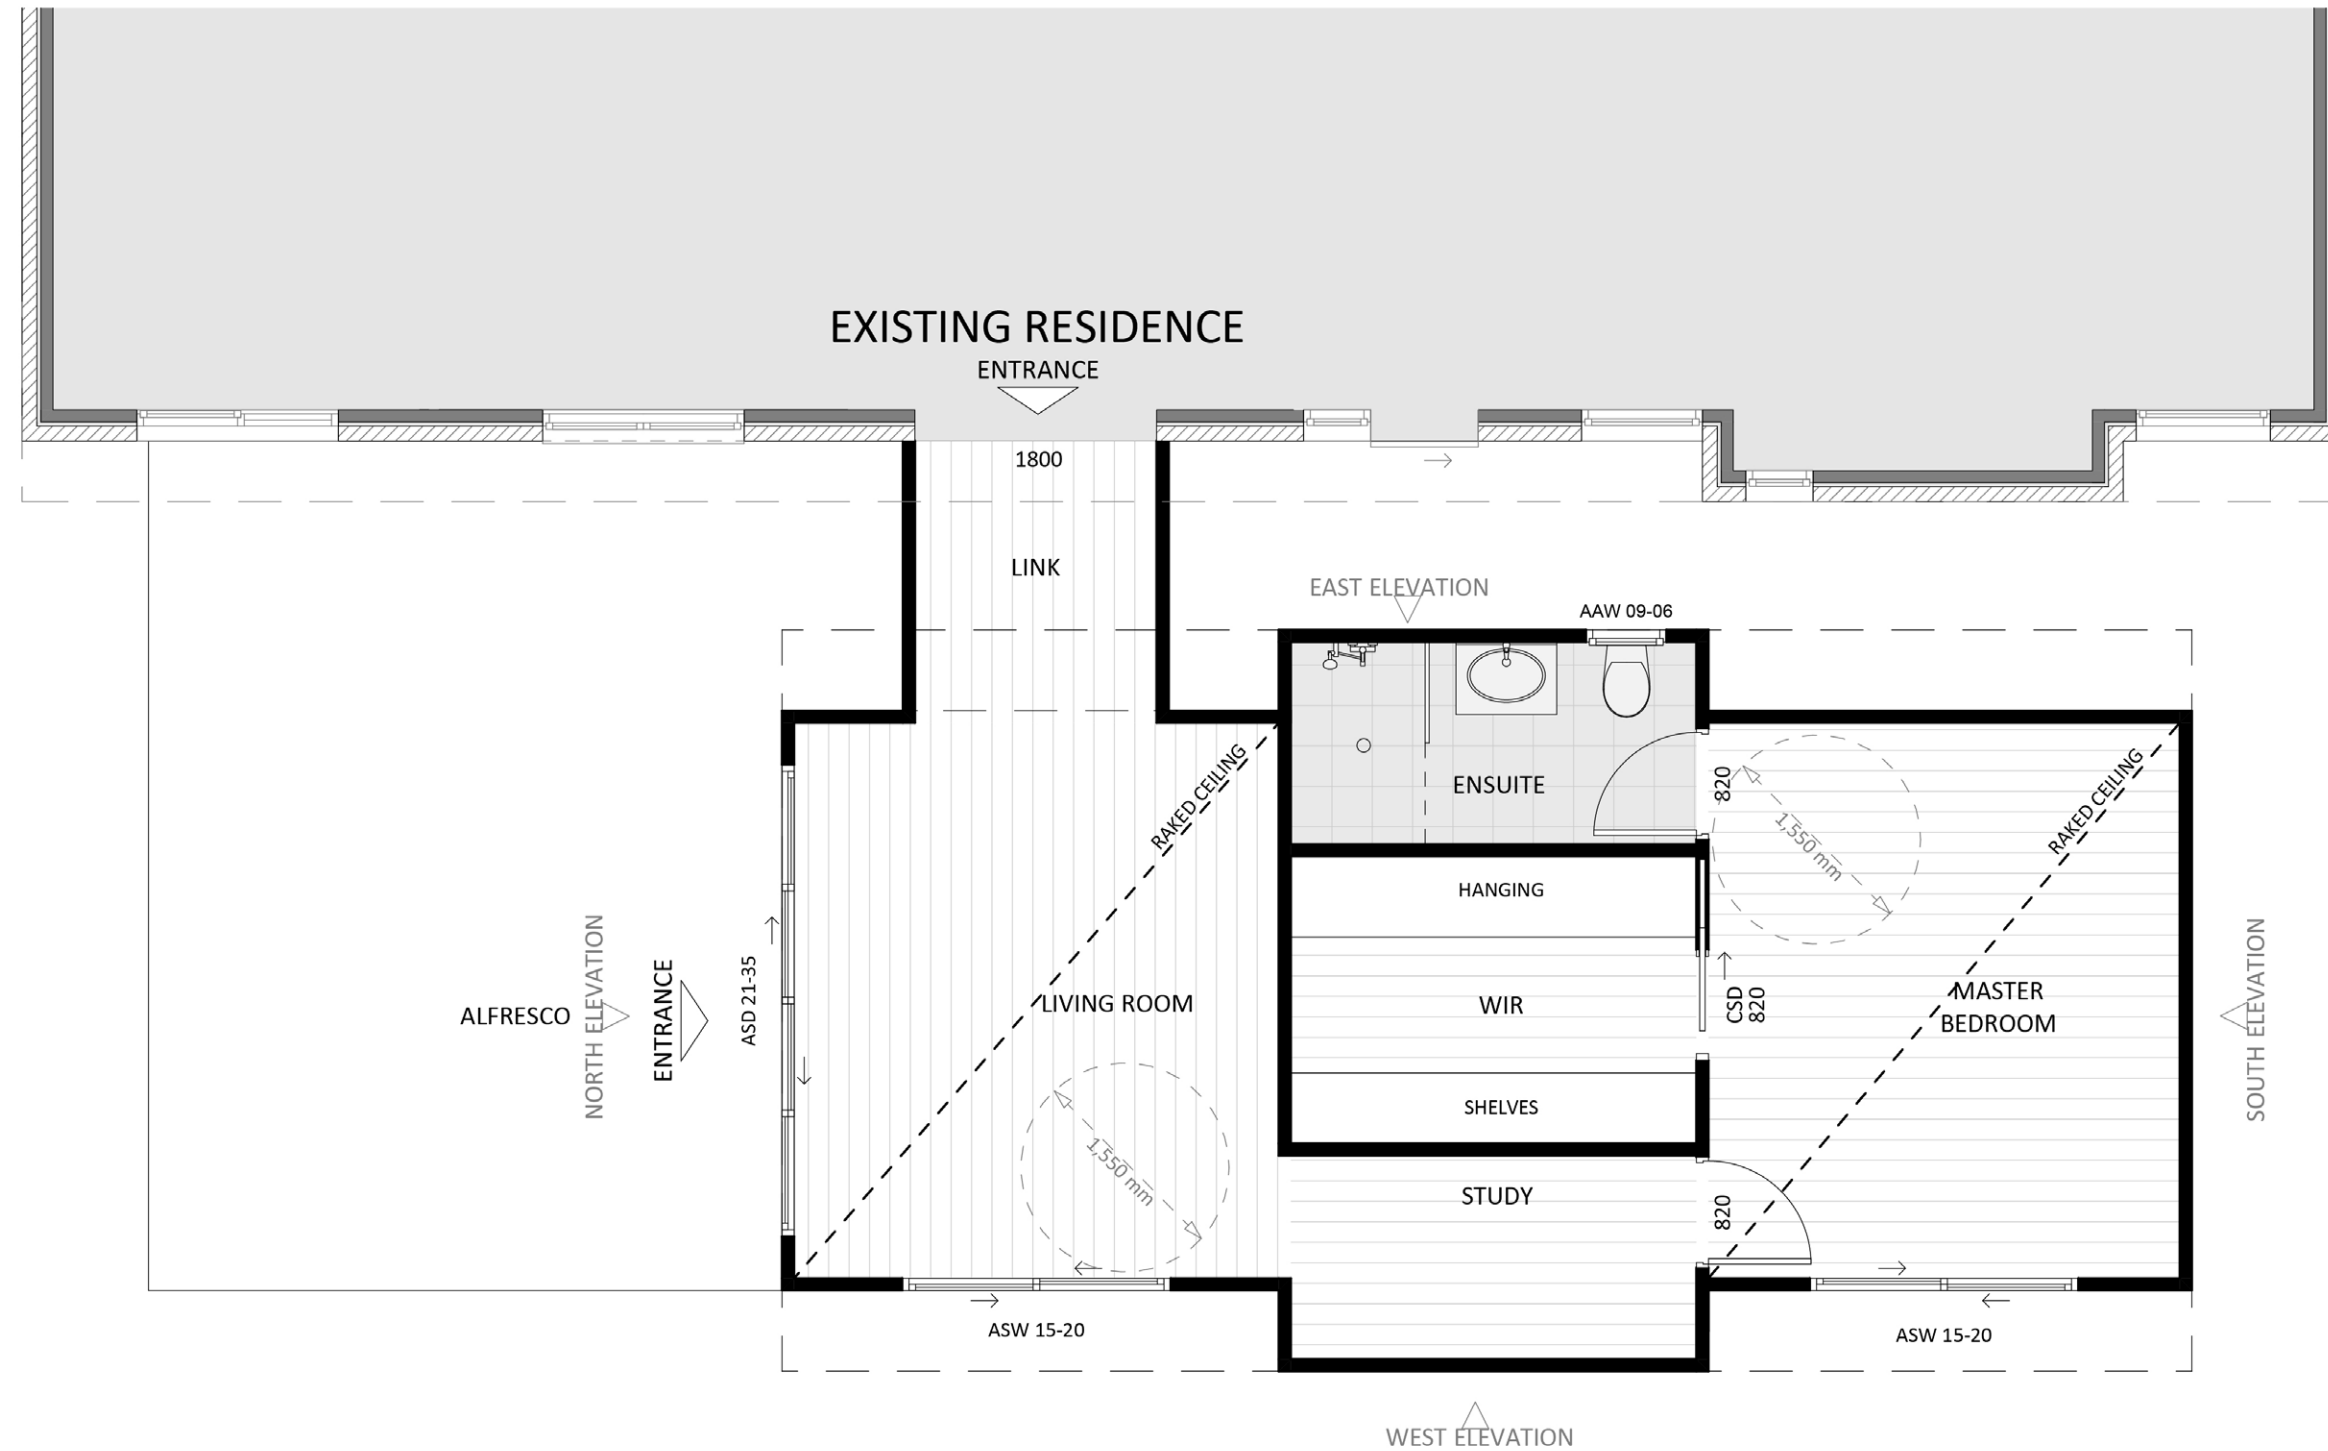 EXISTING RESIDENCE
ENTRANCE
1800
LINK
EAST ELEVATION
AAW 09-06
RAKED CEILING
ENSUITE
820
1,550 mm
RAKED CEILING
HANGING
NORTH ELEVATION
ENTRANCE
ASD 21-35
ALFRESCO
LIVING ROOM
WIR
CSD
820
MASTER
BEDROOM
SOUTH ELEVATION
SHELVES
1,550 mm
STUDY
820
ASW 15-20
ASW 15-20
WEST ELEVATION